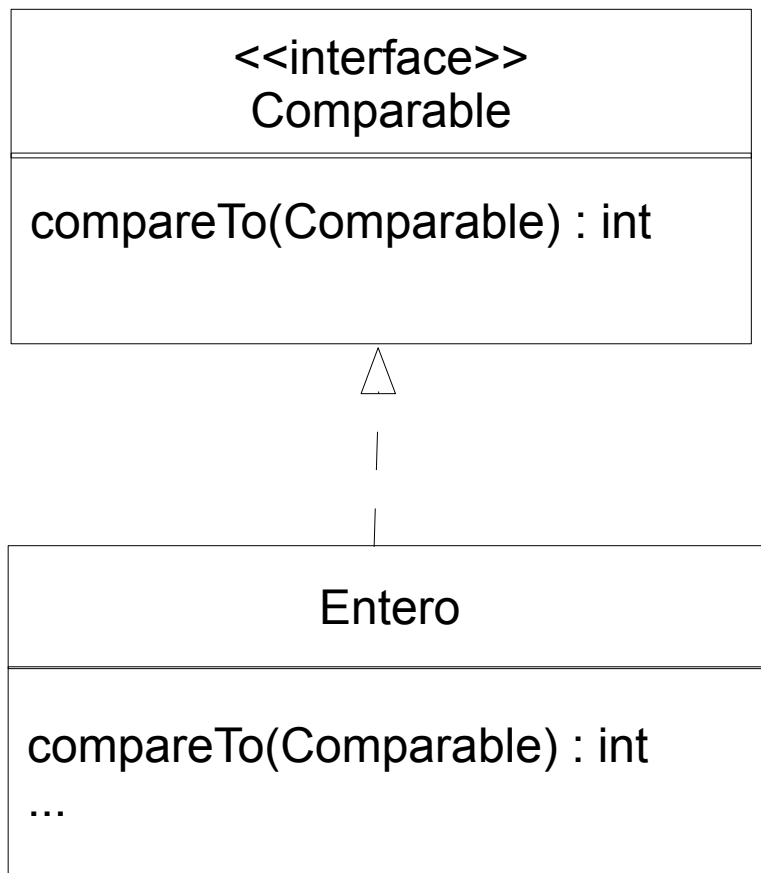 <<interface>>
Comparable
compareTo(Comparable) : int
Entero
compareTo(Comparable) : int
...